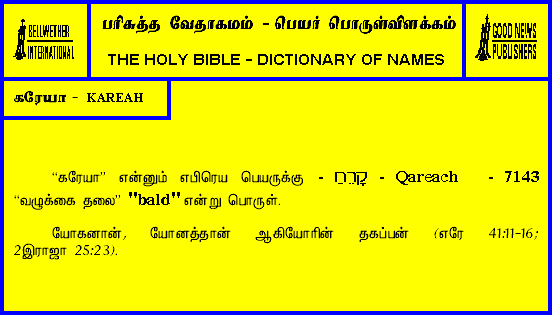 BELLWETHER
INTERNATIONAL
பரிசுத்த வேதாகமம் - பெயர் பொருள்விளக்கம்
THE HOLY BIBLE - DICTIONARY OF NAMES
GOOD NEWS
PUBLISHERS
கரேயா - KAREAH
“கரேயா” என்னும் எபிரெய பெயருக்கு - קָרֵחַ - Qareach - 7143
“வழுக்கை தலை” "bald" என்று பொருள்.
யோகனான், யோனத்தான் ஆகியோரின் தகப்பன் (எரே 41:11-16;
2இராஜா 25:23).